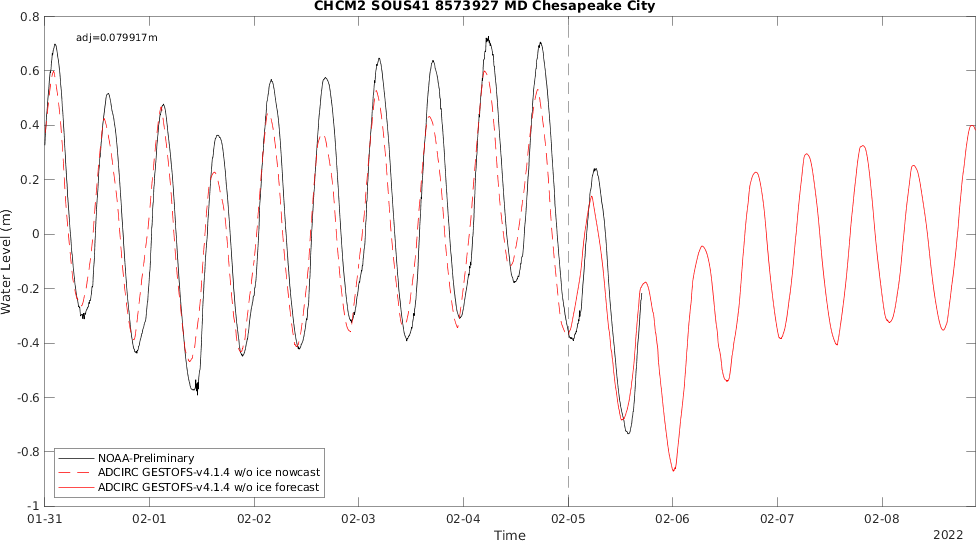 CHCM2 SOUS41 8573927 MD Chesapeake City
adj=0.079917m
0.8
0.6
0.4
0.2
0
-0.2
-0.4
-0.6
-0.8
-1
Water Level (m)
NOAA-Preliminary
ADCIRC GESTOFS-v4.1.4 w/o ice nowcast
ADCIRC GESTOFS-v4.1.4 w/o ice forecast
01-31 02-01 02-02 02-03 02-04 02-05 02-06 02-07 02-08
Time
2022